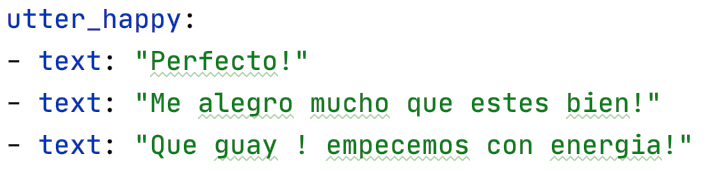 utter_happy:
- text: "Perfecto!"
- text: "Me alegro mucho que estes bien!"
- text: "Que guay ! empecemos con energia!"